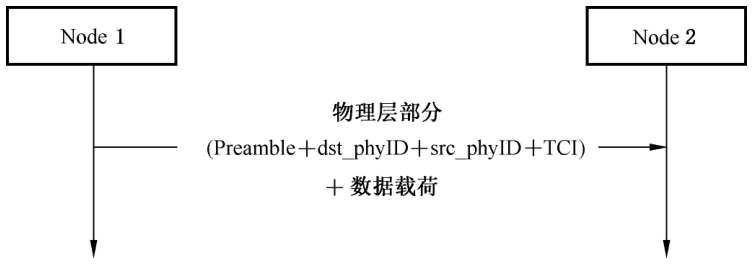 Node 1
Node 2
物理层部分
(Preamble+dst_phyID+src_phyID+TCI)
+ 数据载荷